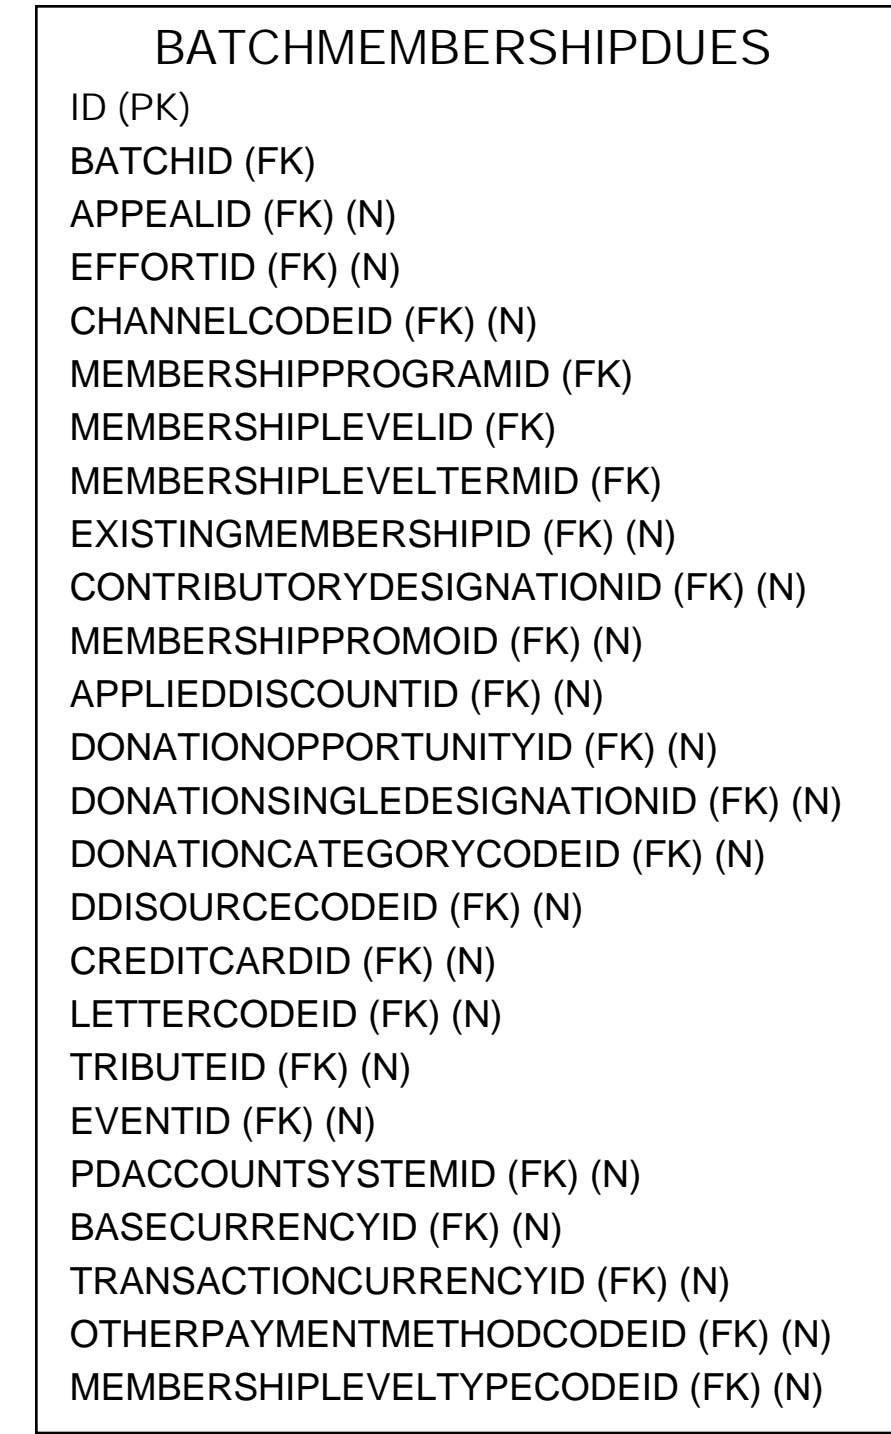 BATCHMEMBERSHIPDUES
ID (PK)
BATCHID (FK)
APPEALID (FK) (N)
EFFORTID (FK) (N)
CHANNELCODEID (FK) (N)
MEMBERSHIPPROGRAMID (FK)
MEMBERSHIPLEVELID (FK)
MEMBERSHIPLEVELTERMID (FK)
EXISTINGMEMBERSHIPID (FK) (N)
CONTRIBUTORYDESIGNATIONID (FK) (N)
MEMBERSHIPPROMOID (FK) (N)
APPLIEDDISCOUNTID (FK) (N)
DONATIONOPPORTUNITYID (FK) (N)
DONATIONSINGLEDESIGNATIONID (FK) (N)
DONATIONCATEGORYCODEID (FK) (N)
DDISOURCECODEID (FK) (N)
CREDITCARDID (FK) (N)
LETTERCODEID (FK) (N)
TRIBUTEID (FK) (N)
EVENTID (FK) (N)
PDACCOUNTSYSTEMID (FK) (N)
BASECURRENCYID (FK) (N)
TRANSACTIONCURRENCYID (FK) (N)
OTHERPAYMENTMETHODCODEID (FK) (N)
MEMBERSHIPLEVELTYPECODEID (FK) (N)